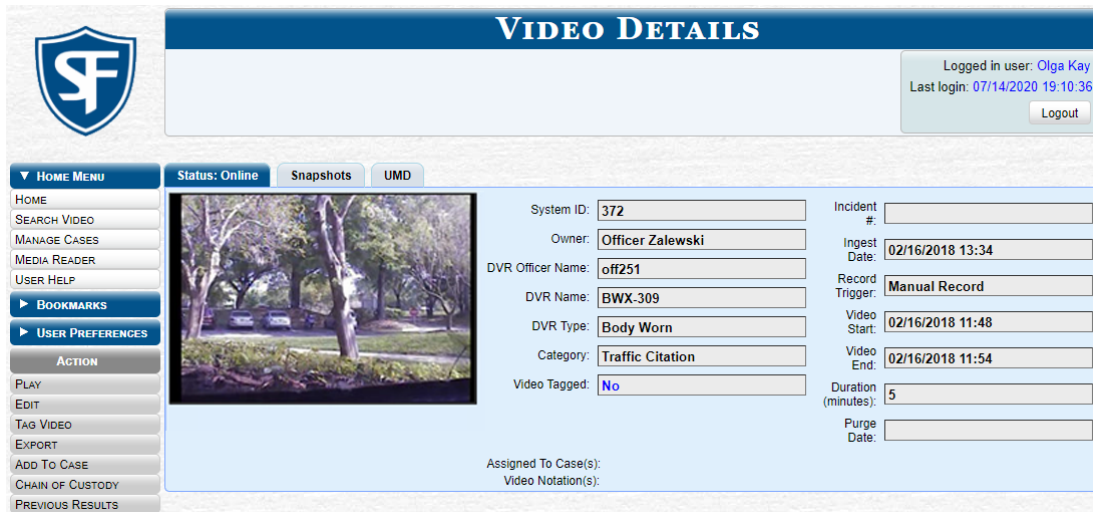 VIDEO DETAILS
SF
Logged in user: Olga Kay
Last login: 07/14/2020 19:10:36
Logout
▼ HOME MENU
HOME
SEARCH VIDEO
MANAGE CASES
MEDIA READER
USER HELP
▶ BOOKMARKS
▶ USER PREFERENCES
ACTION
PLAY
EDIT
TAG VIDEO
EXPORT
ADD TO CASE
CHAIN OF CUSTODY
PREVIOUS RESULTS
Status: Online Snapshots UMD
System ID: 372
Owner: Officer Zalewski
DVR Officer Name: off251
DVR Name: BWX-309
DVR Type: Body Worn
Category: Traffic Citation
Video Tagged: No
Incident
#:
Ingest
Date: 02/16/2018 13:34
Record
Trigger: Manual Record
Video
Start: 02/16/2018 11:48
Video
End: 02/16/2018 11:54
Duration
(minutes): 5
Purge
Date:
Assigned To Case(s):
Video Notation(s):